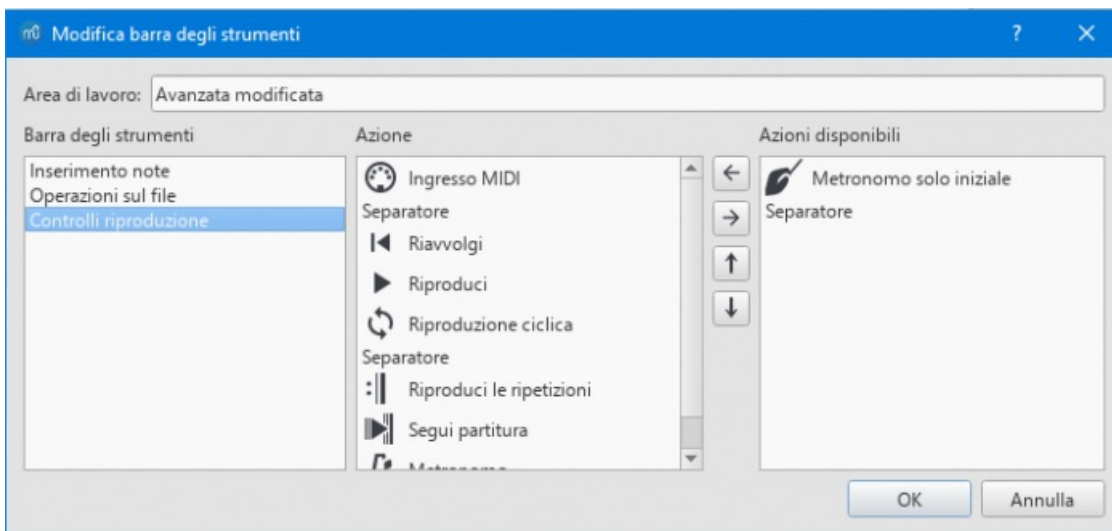 Modifica barra degli strumenti
?
Area di lavoro: Avanzata modificata
Barra degli strumenti
Inserimento note
Operazioni sul file
Controlli riproduzione
Azione
Ingresso MIDI
Separatore
Riavvolgi
Riproduci
Riproduzione ciclica
Separatore
Riproduci le ripetizioni
Segui partitura
Metronomo
Azioni disponibili
Metronomo solo iniziale
Separatore
OK
Annulla